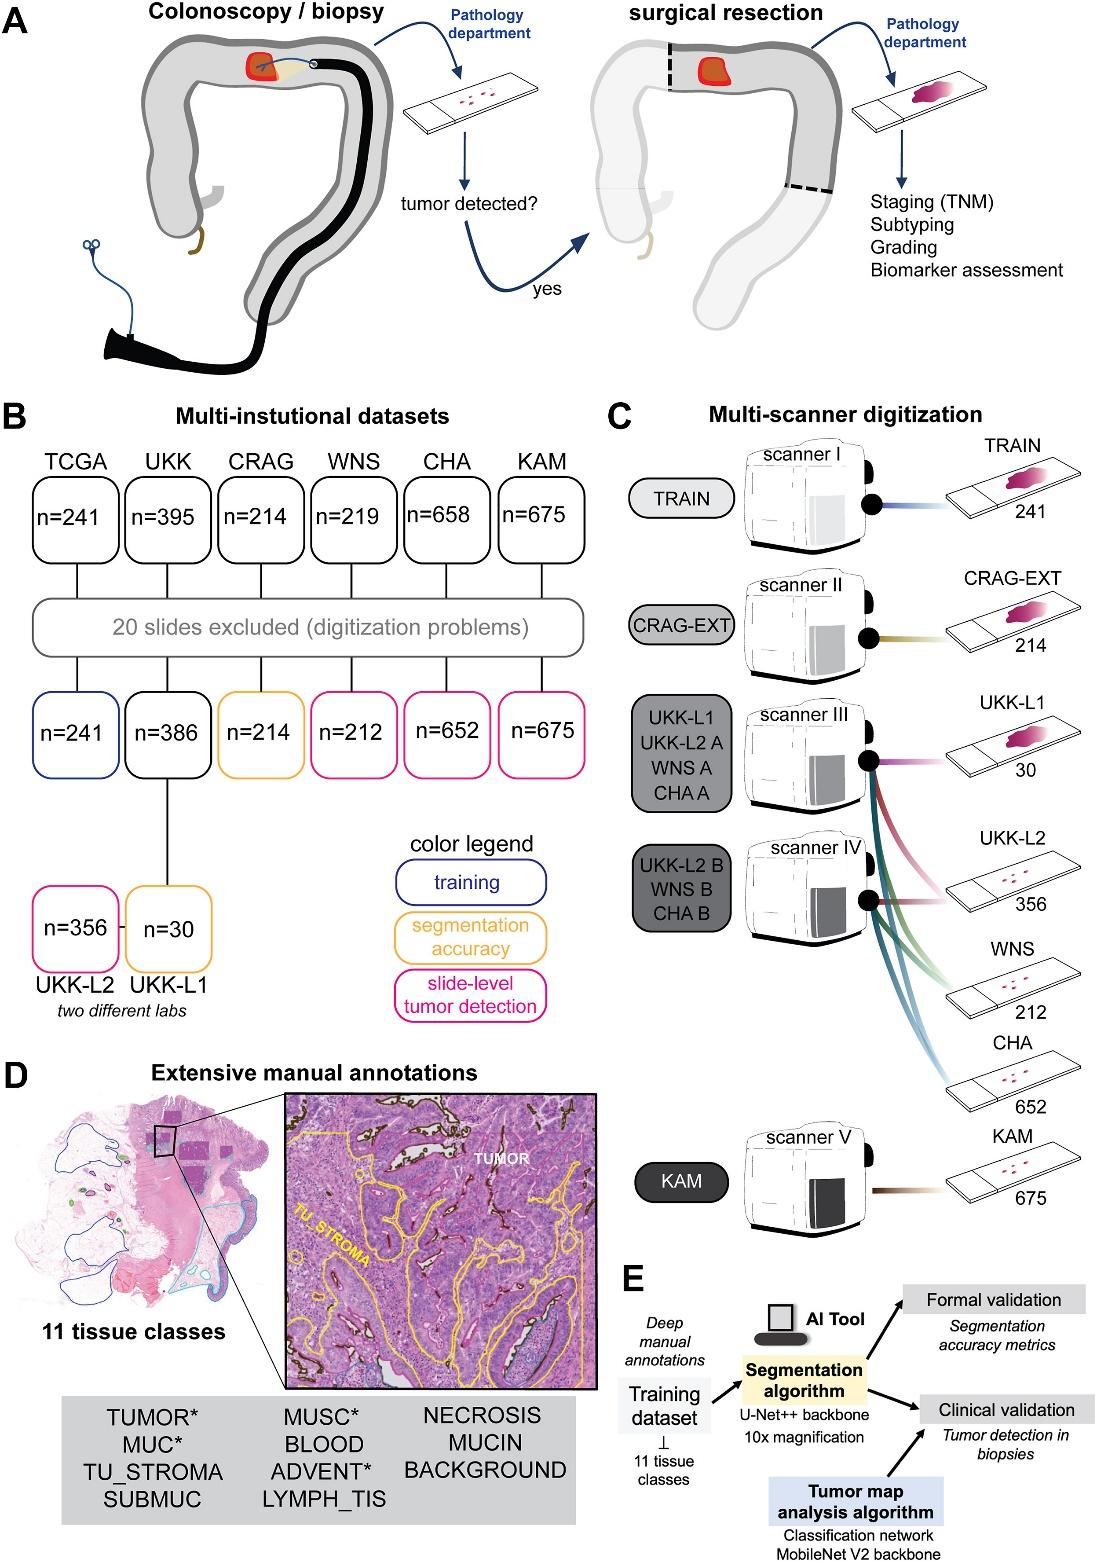 A
Colonoscopy / biopsy
Pathology
department
tumor detected?
yes
surgical resection
Pathology
department
Staging (TNM)
Subtyping
Grading
Biomarker assessment
B
Multi-instutional datasets
TCGA
UKK
CRAG
WNS
CHA
KAM
n=241
n=395
n=214
n=219
n=658
n=675
20 slides excluded (digitization problems)
n=241
n=386
n=214
n=212
n=652
n=675
n=356
n=30
UKK-L2
UKK-L1
two different labs
color legend
training
segmentation
accuracy
slide-level
tumor detection
C
Multi-scanner digitization
TRAIN
scanner I
TRAIN
241
CRAG-EXT
scanner II
CRAG-EXT
214
UKK-L1
UKK-L2 A
WNS A
CHA A
scanner III
UKK-L1
30
UKK-L2 B
WNS B
CHA B
scanner IV
UKK-L2
356
WNS
212
CHA
652
KAM
scanner V
KAM
675
D
Extensive manual annotations
TUMOR
TU_STROMA
11 tissue classes
TUMOR*
MUC*
TU_STROMA
SUBMUC
MUSC*
BLOOD
ADVENT*
LYMPH_TIS
NECROSIS
MUCIN
BACKGROUND
E
Deep
manual
annotations
Training
dataset
11 tissue
classes
AI Tool
Segmentation
algorithm
U-Net++ backbone
10x magnification
Formal validation
Segmentation
accuracy metrics
Clinical validation
Tumor detection in
biopsies
Tumor map
analysis algorithm
Classification network
MobileNet V2 backbone